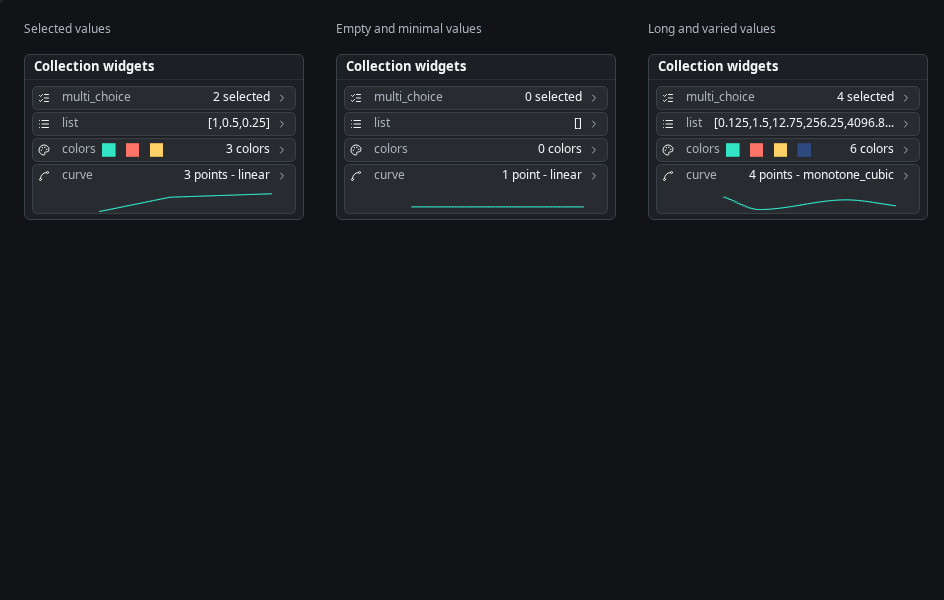 Selected values
Collection widgets
multi_choice 2 selected
list [1,0.5,0.25]
colors 3 colors
curve 3 points - linear
Empty and minimal values
Collection widgets
multi_choice 0 selected
list []
colors 0 colors
curve 1 point - linear
Long and varied values
Collection widgets
multi_choice 4 selected
list [0.125,1.5,12.75,256.25,4096.8...
colors 6 colors
curve 4 points - monotone_cubic